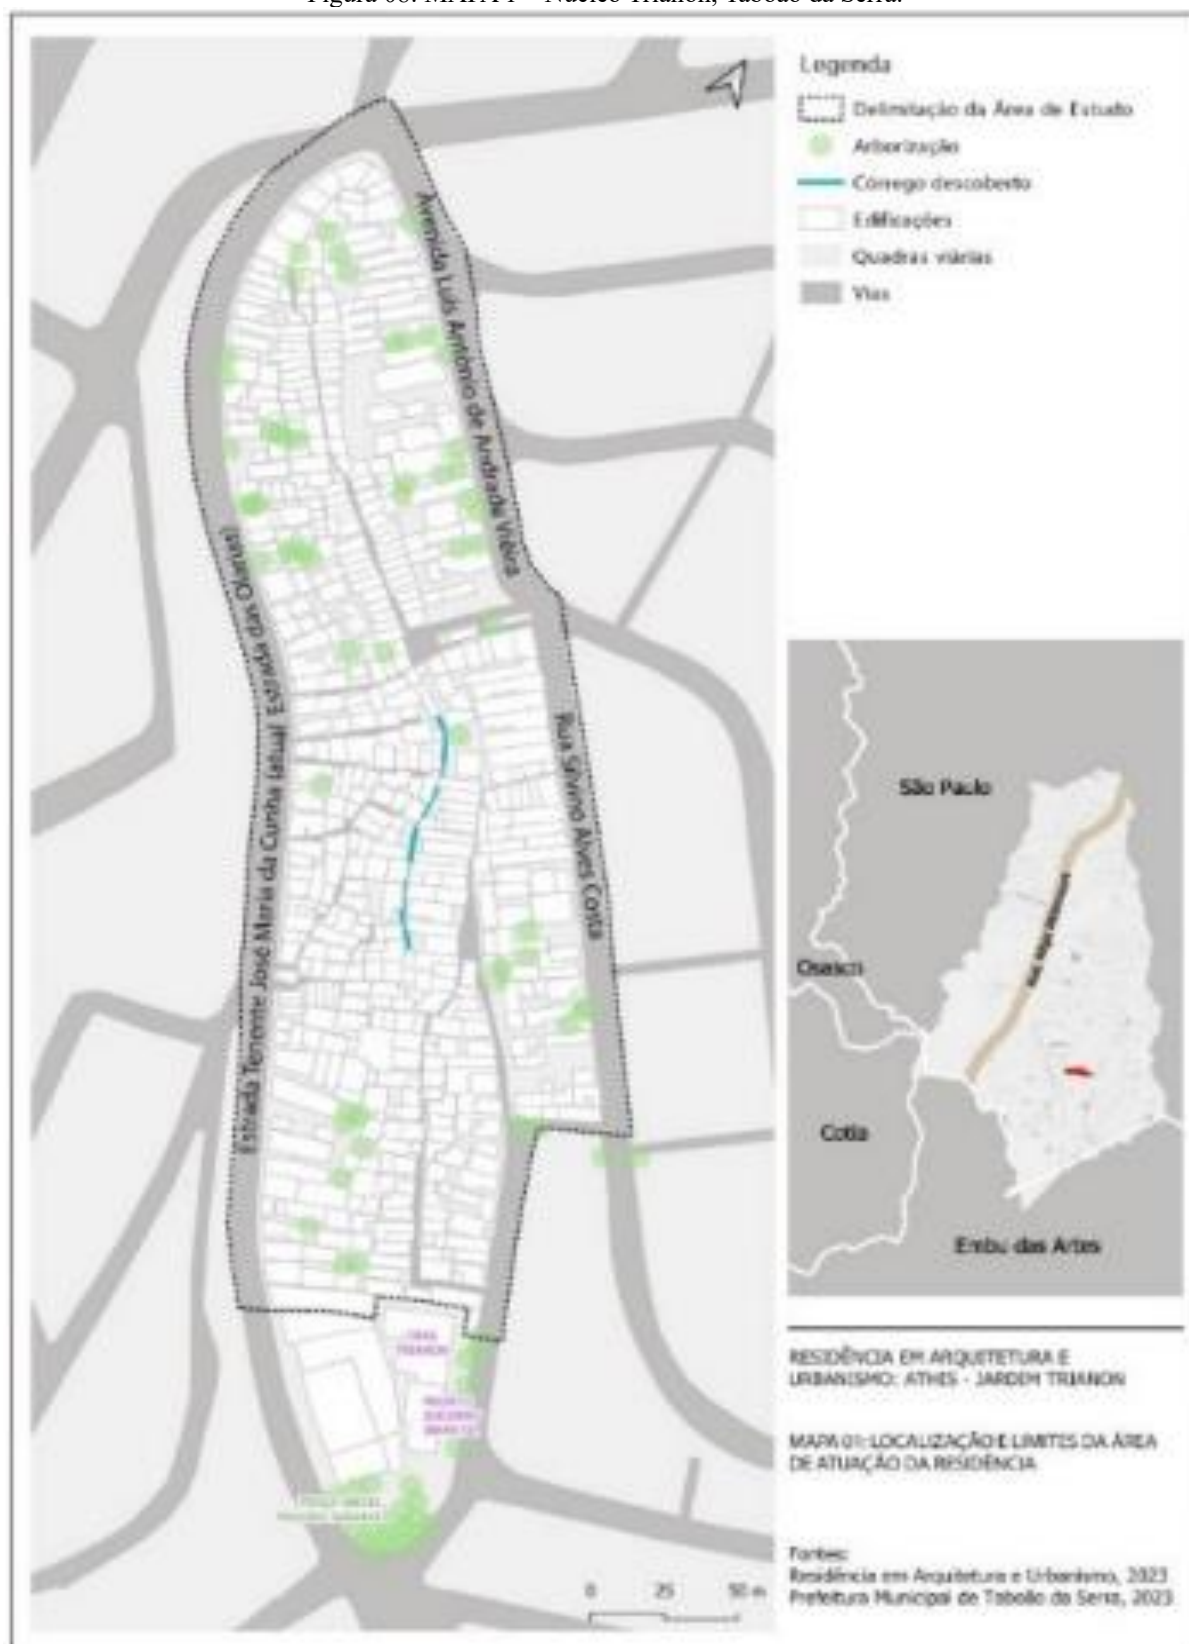 Figura 08: MAPA 1 – Núcleo Trianon, Taboão da Serra.
Legenda
Delimitação da Área de Estudo
Arborização
Córrego descoberto
Edificações
Quadras viárias
Vias
Avenida Luis Antônio de Andrade Vieira
Estrada Tenente José Maria da Cunha (atual Estrada das Olarias)
Rua Silvino Alves Costa
São Paulo
Osasco
Cotia
Embu das Artes
TRIANON
RESIDÊNCIA EM ARQUITETURA E
URBANISMO: ATHIS - JARDIM TRIANON
MAPA 01: LOCALIZAÇÃO E LIMITES DA ÁREA
DE ATUAÇÃO DA RESIDÊNCIA
Fontes:
Residência em Arquitetura e Urbanismo, 2023
Prefeitura Municipal de Taboão da Serra, 2023
0 25 50 m